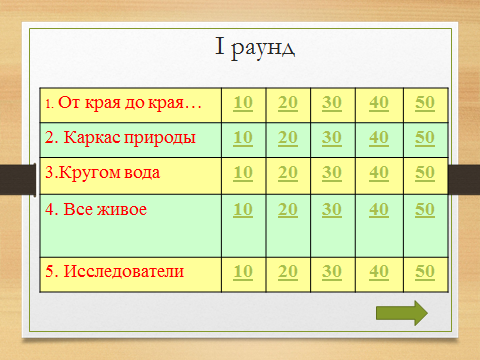 I раунд
1. От края до края… 10 20 30 40 50
2. Каркас природы 10 20 30 40 50
3.Кругом вода 10 20 30 40 50
4. Все живое 10 20 30 40 50
5. Исследователи 10 20 30 40 50